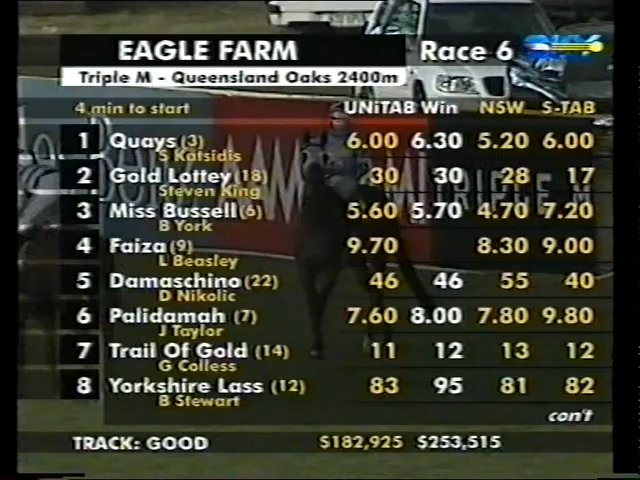 EAGLE FARM Race 6 SKY
Triple M - Queensland Oaks 2400m
4 min to start UNiTAB Win NSW S-TAB
1 Quays (3) 6.00 6.30 5.20 6.00
S Katsidis
2 Gold Lottey (18) 30 30 28 17
Steven King
3 Miss Bussell (6) 5.60 5.70 4.70 7.20
B York
4 Faiza (9) 9.70 8.30 9.00
L Beasley
5 Damaschino (22) 46 46 55 40
D Nikolic
6 Palidamah (7) 7.60 8.00 7.80 9.80
J Taylor
7 Trail Of Gold (14) 11 12 13 12
G Colless
8 Yorkshire Lass (12) 83 95 81 82
B Stewart
con't
TRACK: GOOD $182,925 $253,515